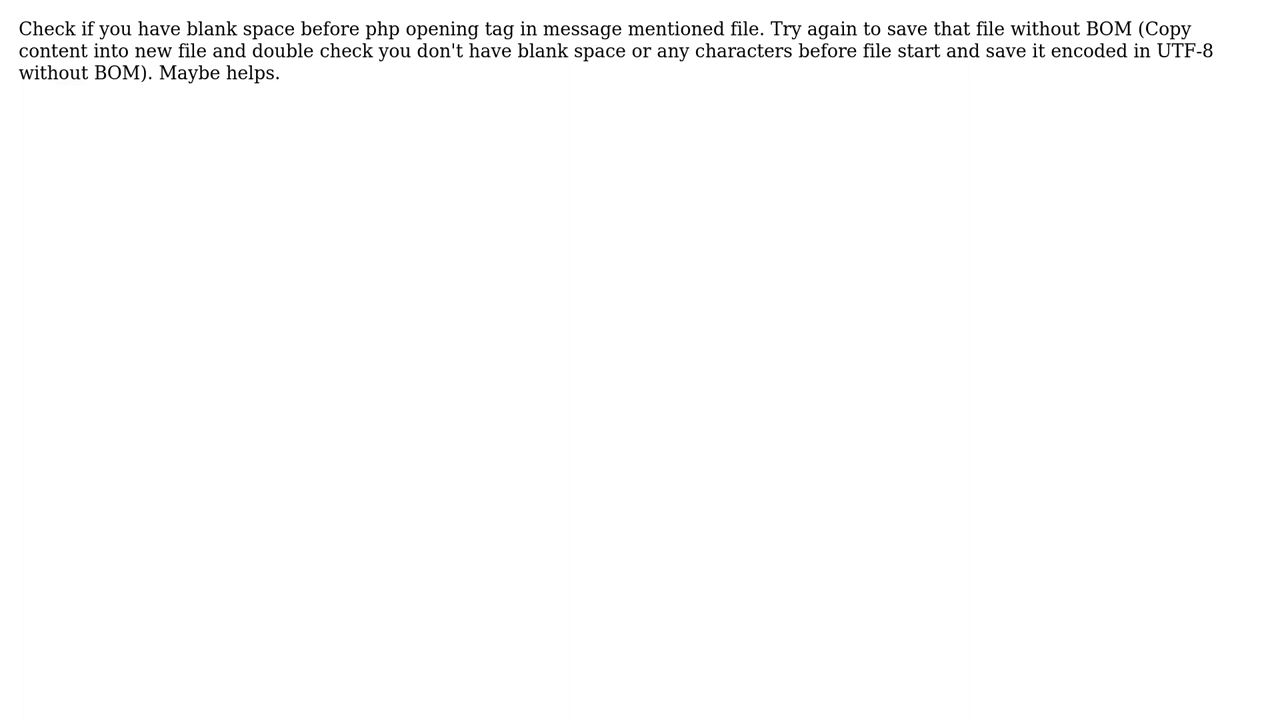 Check if you have blank space before php opening tag in message mentioned file. Try again to save that file without BOM (Copy
content into new file and double check you don't have blank space or any characters before file start and save it encoded in UTF-8
without BOM). Maybe helps.